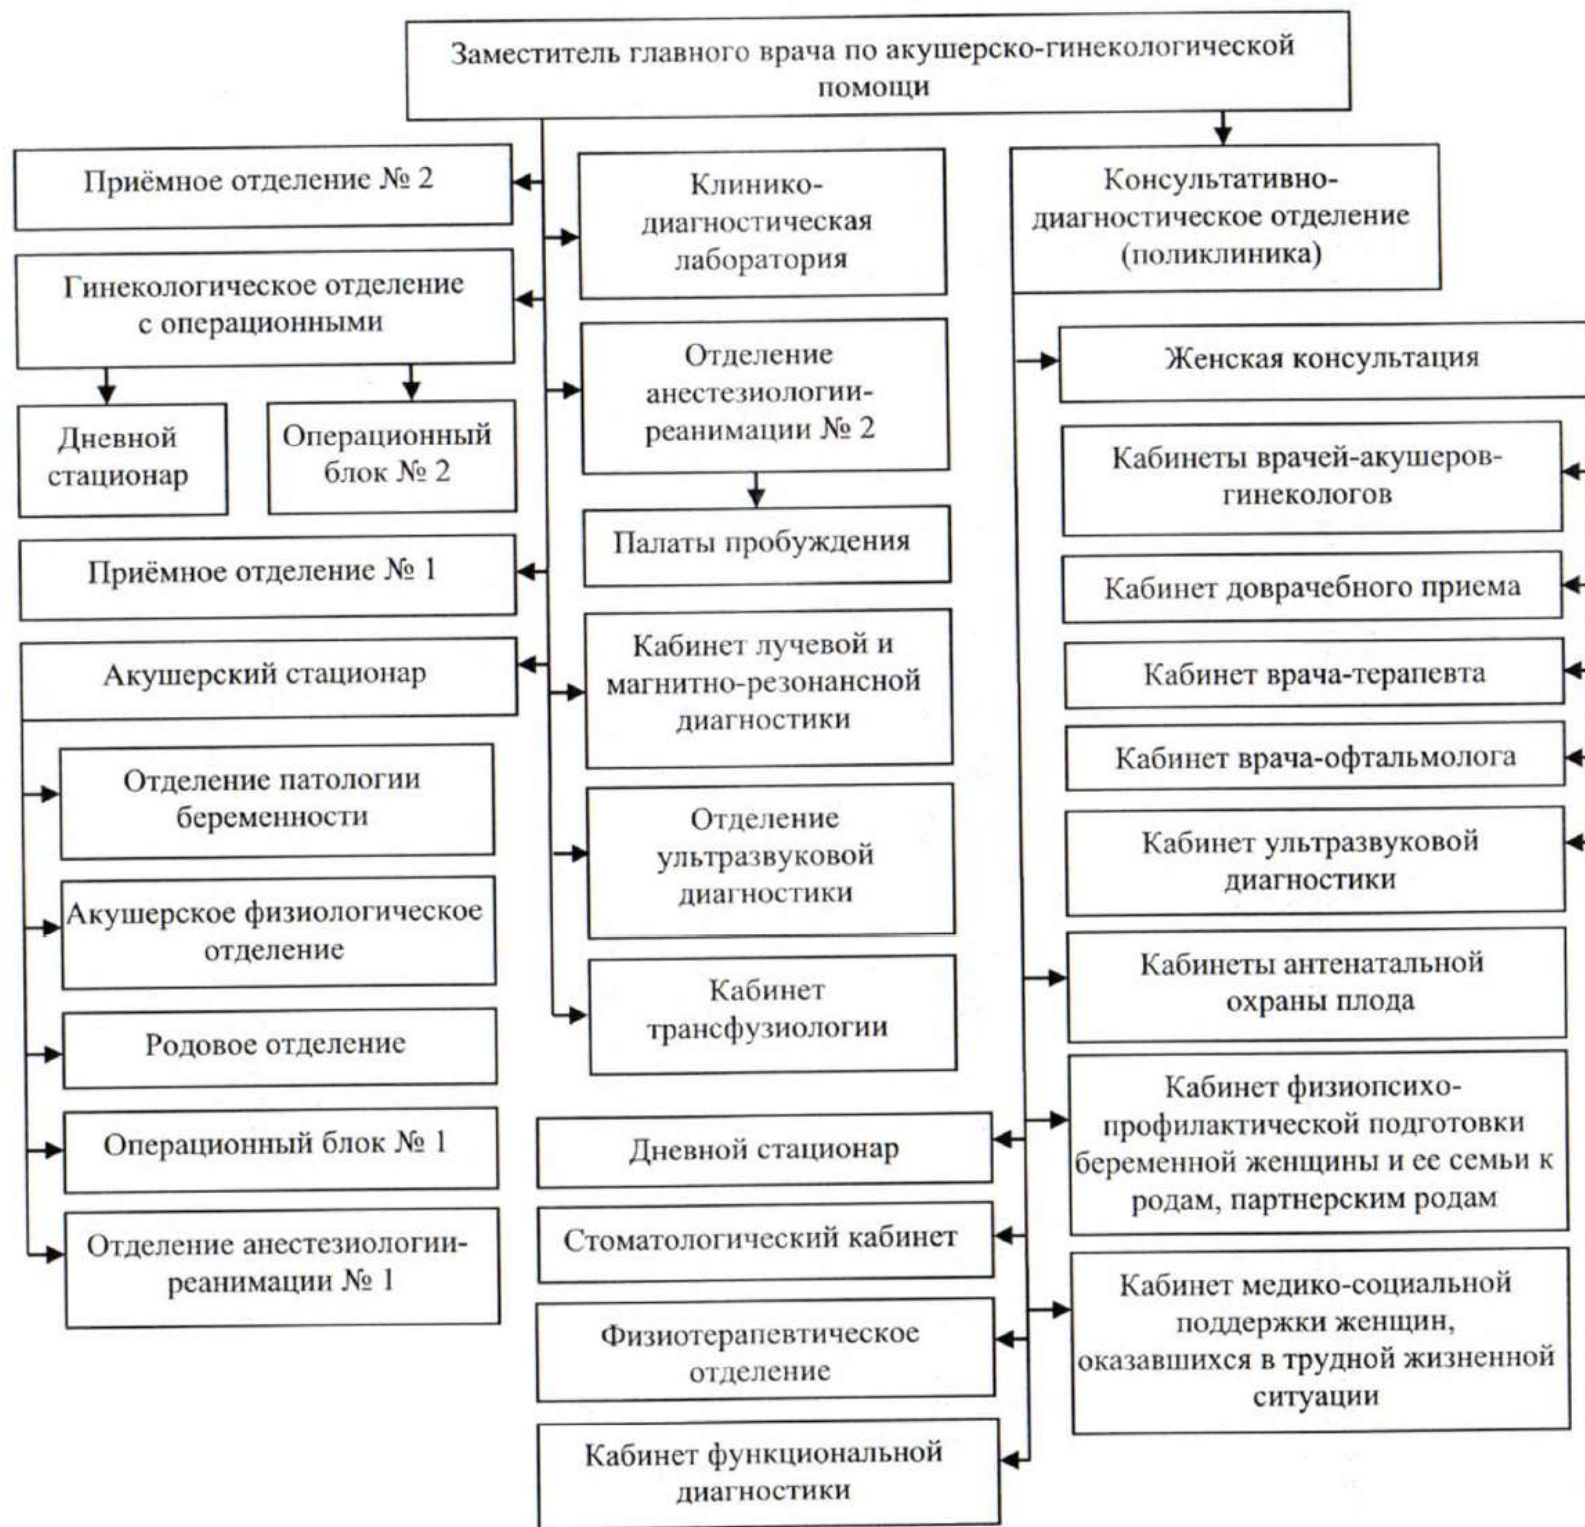 Заместитель главного врача по акушерско-гинекологической
помощи
Приёмное отделение № 2
Гинекологическое отделение
с операционными
Дневной
стационар
Операционный
блок № 2
Приёмное отделение № 1
Акушерский стационар
Отделение патологии
беременности
Акушерское физиологическое
отделение
Родовое отделение
Операционный блок № 1
Отделение анестезиологии-
реанимации № 1
Клинико-
диагностическая
лаборатория
Отделение
анестезиологии-
реанимации № 2
Палаты пробуждения
Кабинет лучевой и
магнитно-резонансной
диагностики
Отделение
ультразвуковой
диагностики
Кабинет
трансфузиологии
Консультативно-
диагностическое отделение
(поликлиника)
Женская консультация
Кабинеты врачей-акушеров-
гинекологов
Кабинет доврачебного приема
Кабинет врача-терапевта
Кабинет врача-офтальмолога
Кабинет ультразвуковой
диагностики
Кабинеты антенатальной
охраны плода
Кабинет физиопсихо-
профилактической подготовки
беременной женщины и ее семьи к
родам, партнерским родам
Кабинет медико-социальной
поддержки женщин,
оказавшихся в трудной жизненной
ситуации
Дневной стационар
Стоматологический кабинет
Физиотерапевтическое
отделение
Кабинет функциональной
диагностики